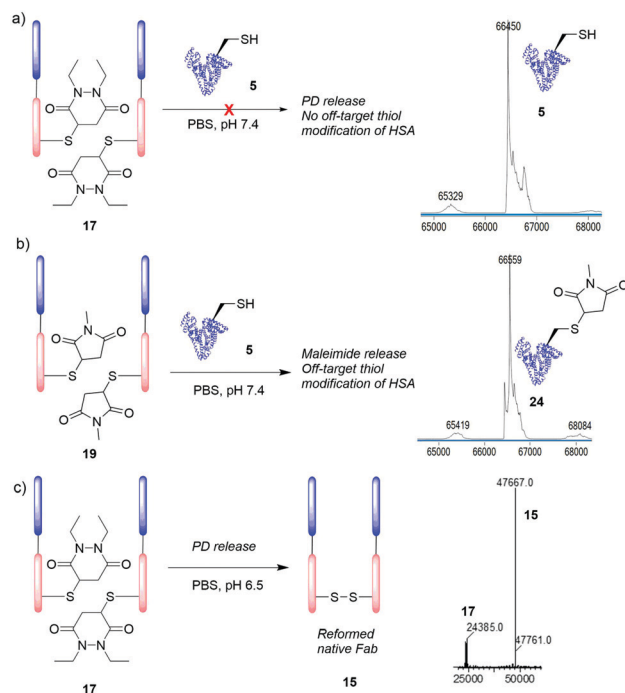 a)
SH
5
PBS, pH 7.4
PD release
No off-target thiol
modification of HSA
O
N
N
O
S
S
O
N
N
O
17
66450
SH
5
65329
65000
66000
67000
68000
b)
SH
5
PBS, pH 7.4
Maleimide release
Off-target thiol
modification of HSA
O
N
O
S
S
O
N
O
19
66559
O
N
O
S
24
65419
68084
65000
66000
67000
68000
c)
PD release
PBS, pH 6.5
O
N
N
O
S
S
O
N
N
O
17
S
S
Reformed
native Fab
15
47667.0
15
17
24385.0
47761.0
25000
50000